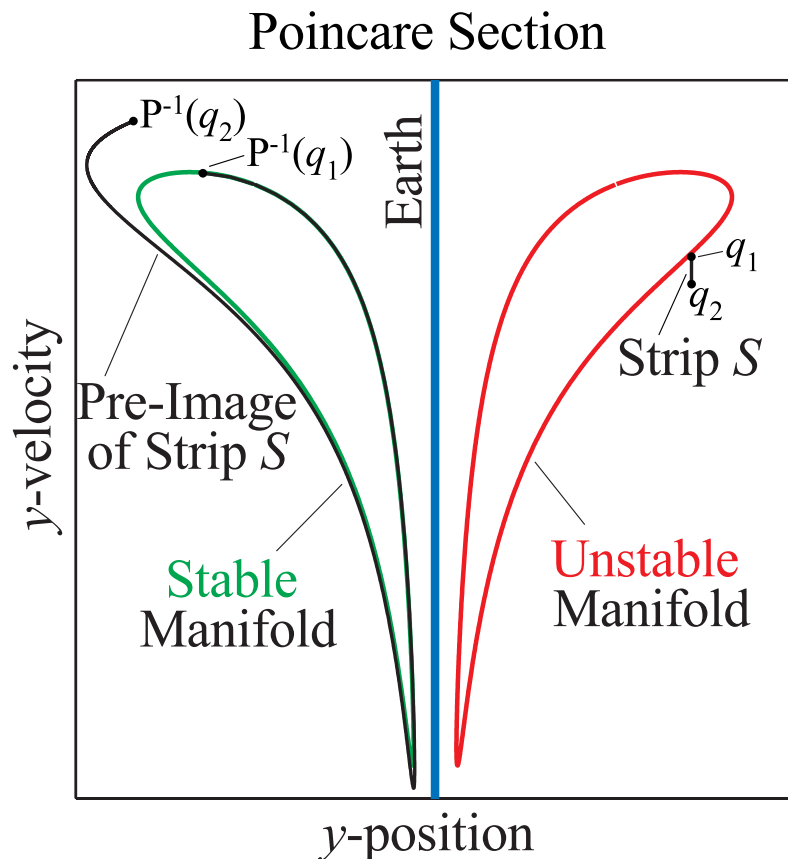 Poincare Section
P⁻¹(q₂)
P⁻¹(q₁)
Earth
q₁
q₂
Strip S
Pre-Image
of Strip S
Stable
Manifold
Unstable
Manifold
y-velocity
y-position